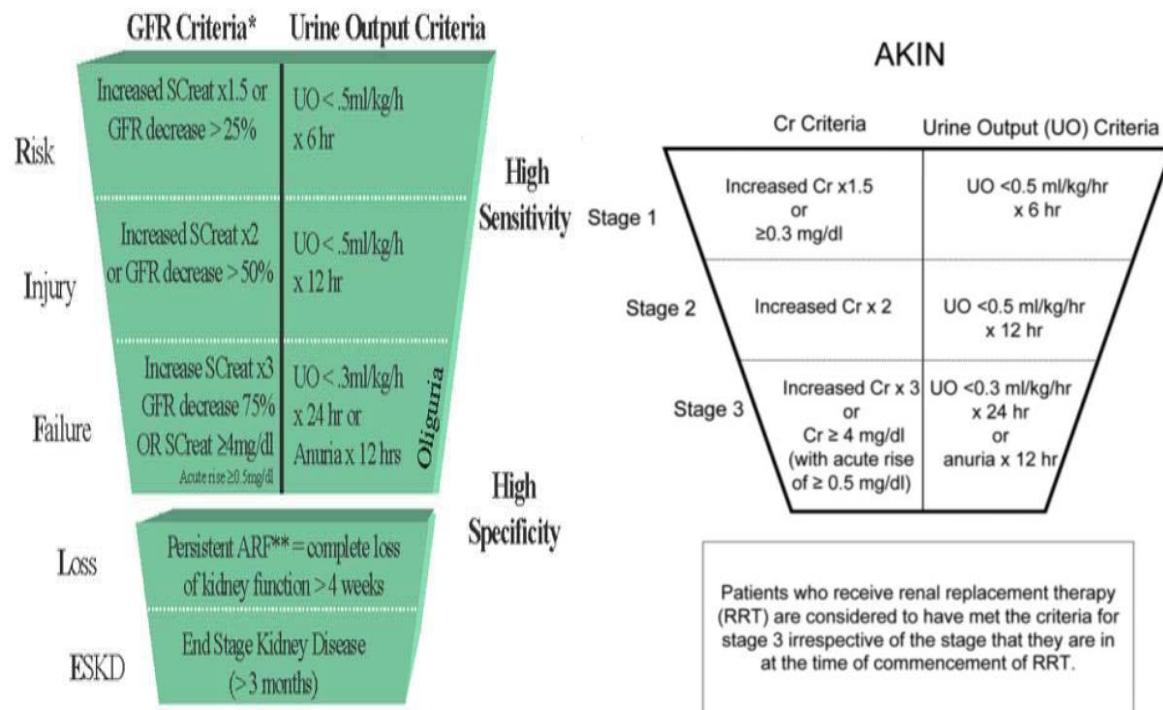 GFR Criteria* Urine Output Criteria
Risk
Increased SCreat x1.5 or
GFR decrease > 25%
UO < .5ml/kg/h
x 6 hr
Injury
Increased SCreat x2
or GFR decrease > 50%
UO < .5ml/kg/h
x 12 hr
High
Sensitivity
Failure
Increase SCreat x3
GFR decrease 75%
OR SCreat ≥4mg/dl
Acute rise ≥0.5mg/dl
UO < .3ml/kg/h
x 24 hr or
Anuria x 12 hrs
Oliguria
High
Specificity
Loss
Persistent ARF** = complete loss
of kidney function > 4 weeks
ESKD
End Stage Kidney Disease
(> 3 months)
AKIN
Cr Criteria
Urine Output (UO) Criteria
Stage 1
Increased Cr x1.5
or
≥0.3 mg/dl
UO <0.5 ml/kg/hr
x 6 hr
Stage 2
Increased Cr x 2
UO <0.5 ml/kg/hr
x 12 hr
Stage 3
Increased Cr x 3
or
Cr ≥ 4 mg/dl
(with acute rise
of ≥ 0.5 mg/dl)
UO <0.3 ml/kg/hr
x 24 hr
or
anuria x 12 hr
Patients who receive renal replacement therapy
(RRT) are considered to have met the criteria for
stage 3 irrespective of the stage that they are in
at the time of commencement of RRT.